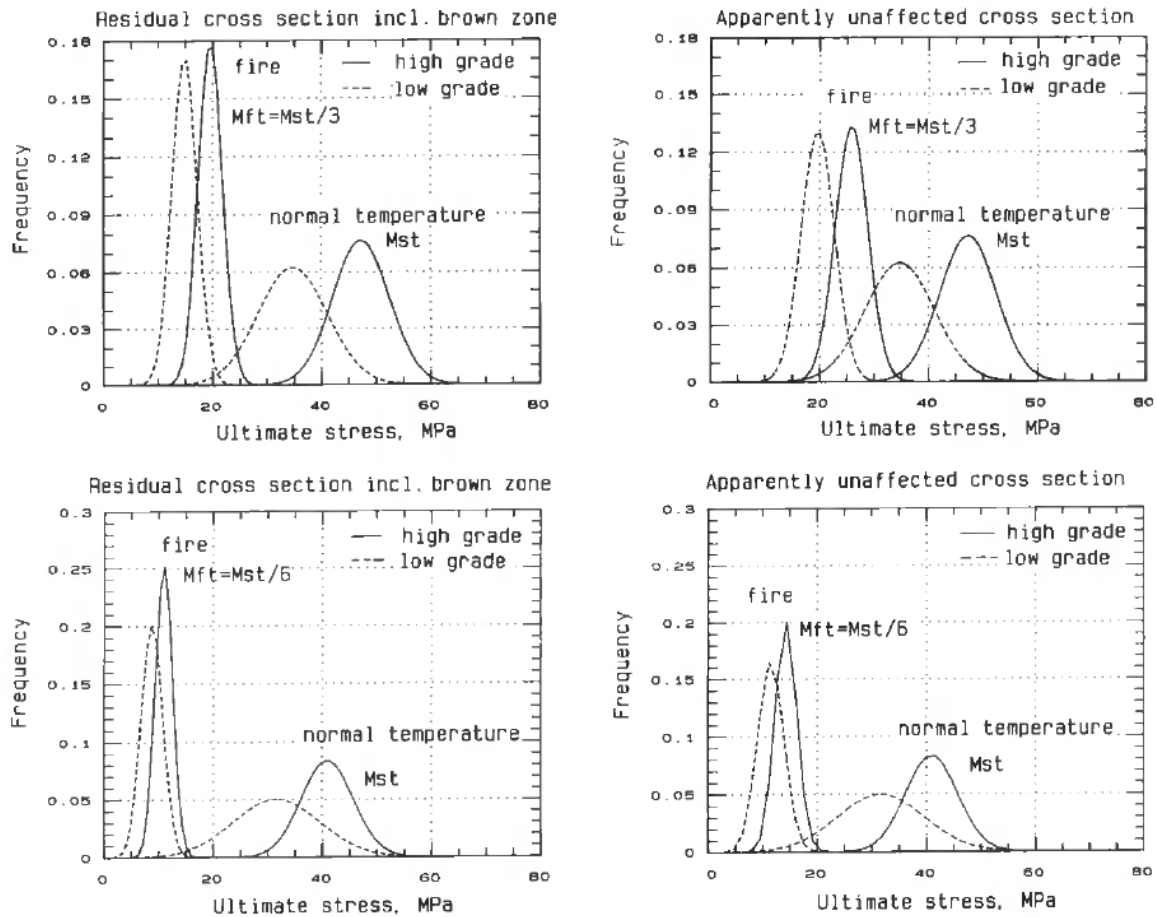 Residual cross section incl. brown zone
0.18
0.15
0.12
0.09
0.06
0.03
0
Frequency
fire
high grade
low grade
Mft=Mst/3
normal temperature
Mst
0 20 40 60 80
Ultimate stress, MPa
Apparently unaffected cross section
0.18
0.15
0.12
0.09
0.06
0.03
0
Frequency
high grade
low grade
fire
Mft=Mst/3
normal temperature
Mst
0 20 40 60 80
Ultimate stress, MPa
Residual cross section incl. brown zone
0.3
0.25
0.2
0.15
0.1
0.05
0
Frequency
fire
high grade
low grade
Mft=Mst/6
normal temperature
Mst
0 20 40 60 80
Ultimate stress, MPa
Apparently unaffected cross section
0.3
0.25
0.2
0.15
0.1
0.05
0
Frequency
high grade
low grade
fire
Mft=Mst/6
normal temperature
Mst
0 20 40 60 80
Ultimate stress, MPa